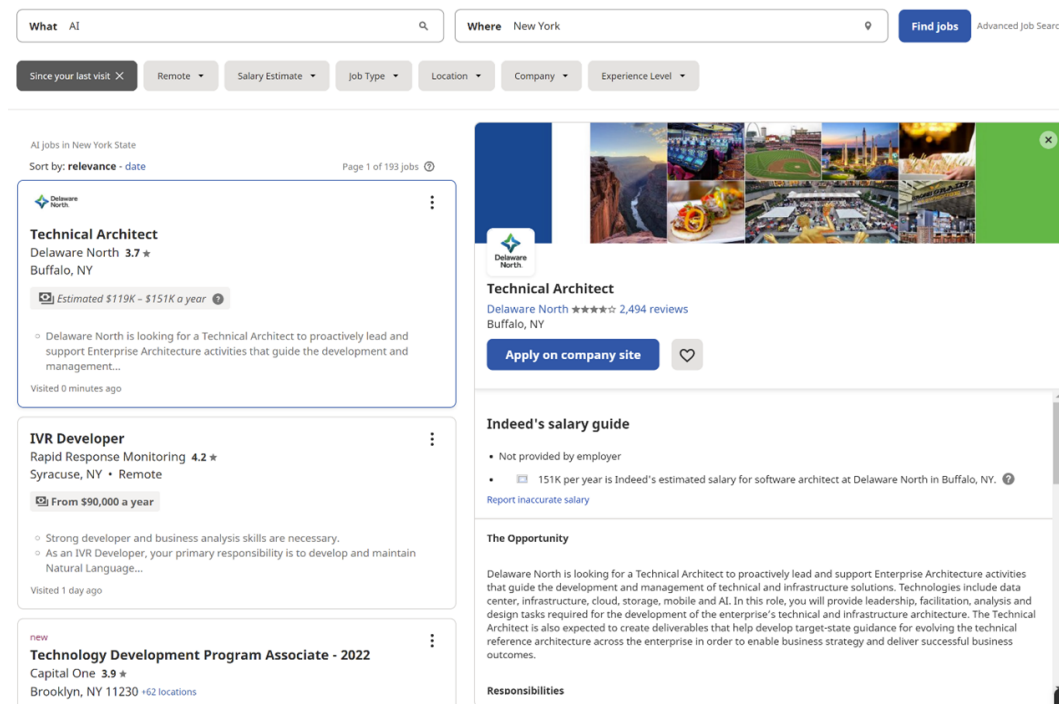 What AI
Where New York
Find jobs
Advanced Job Searc
Since your last visit ×
Remote
Salary Estimate
Job Type
Location
Company
Experience Level
AI jobs in New York State
Sort by: relevance - date
Page 1 of 193 jobs ?
Delaware
North.
Technical Architect
Delaware North 3.7 ★
Buffalo, NY
Estimated $119K – $151K a year ?
Delaware North is looking for a Technical Architect to proactively lead and
support Enterprise Architecture activities that guide the development and
management...
Visited 0 minutes ago
IVR Developer
Rapid Response Monitoring 4.2 ★
Syracuse, NY • Remote
From $90,000 a year
Strong developer and business analysis skills are necessary.
As an IVR Developer, your primary responsibility is to develop and maintain
Natural Language...
Visited 1 day ago
new
Technology Development Program Associate - 2022
Capital One 3.9 ★
Brooklyn, NY 11230 +62 locations
Delaware
North.
Technical Architect
Delaware North ★★★★☆ 2,494 reviews
Buffalo, NY
Apply on company site
Indeed's salary guide
• Not provided by employer
• 151K per year is Indeed's estimated salary for software architect at Delaware North in Buffalo, NY. ?
Report inaccurate salary
The Opportunity
Delaware North is looking for a Technical Architect to proactively lead and support Enterprise Architecture activities
that guide the development and management of technical and infrastructure solutions. Technologies include data
center, infrastructure, cloud, storage, mobile and AI. In this role, you will provide leadership, facilitation, analysis and
design tasks required for the development of the enterprise's technical and infrastructure architecture. The Technical
Architect is also expected to create deliverables that help develop target-state guidance for evolving the technical
reference architecture across the enterprise in order to enable business strategy and deliver successful business
outcomes.
Responsibilities